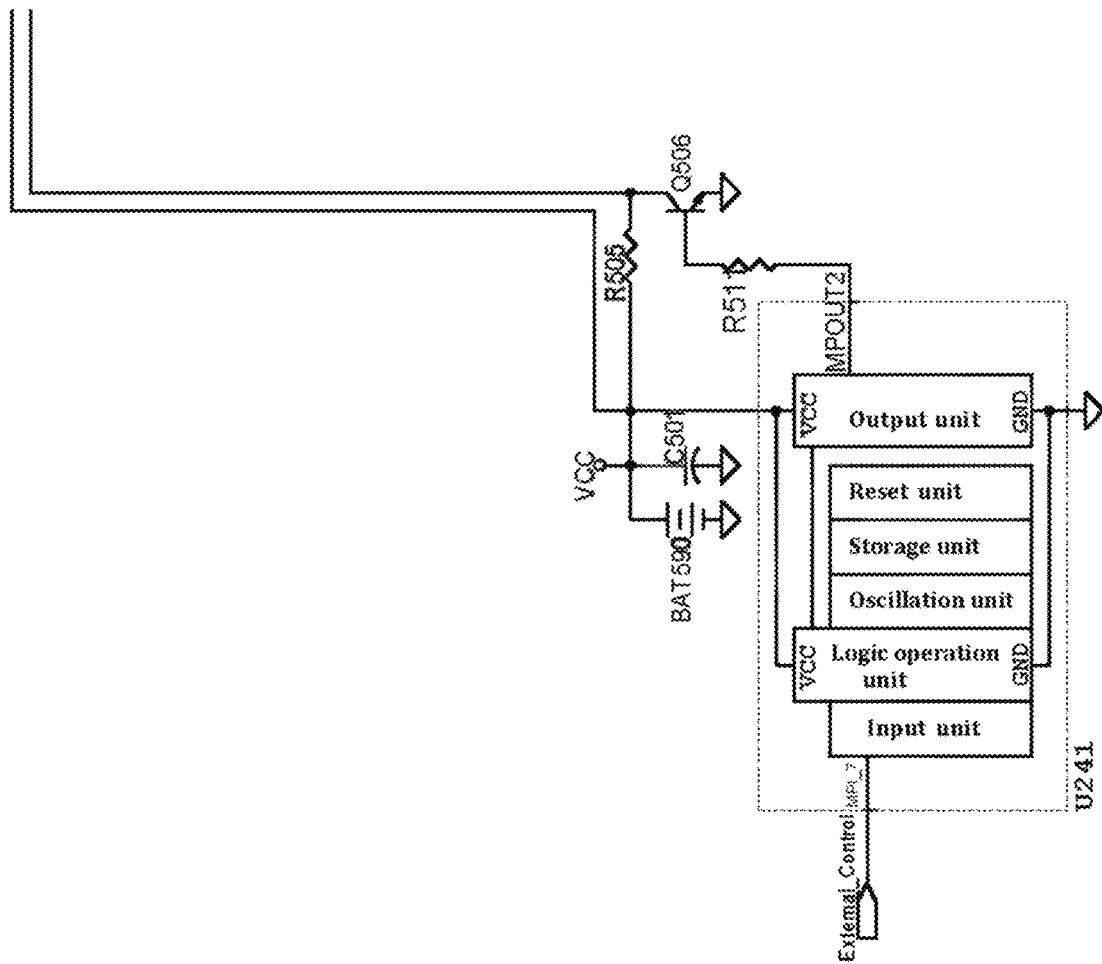 Q506
R505
R511
MPOUT2
VCC
C501
BAT590
VCC
Output unit
GND
Reset unit
Storage unit
Oscillation unit
VCC
Logic operation
unit
GND
Input unit
U241
MPI_7
External_Control